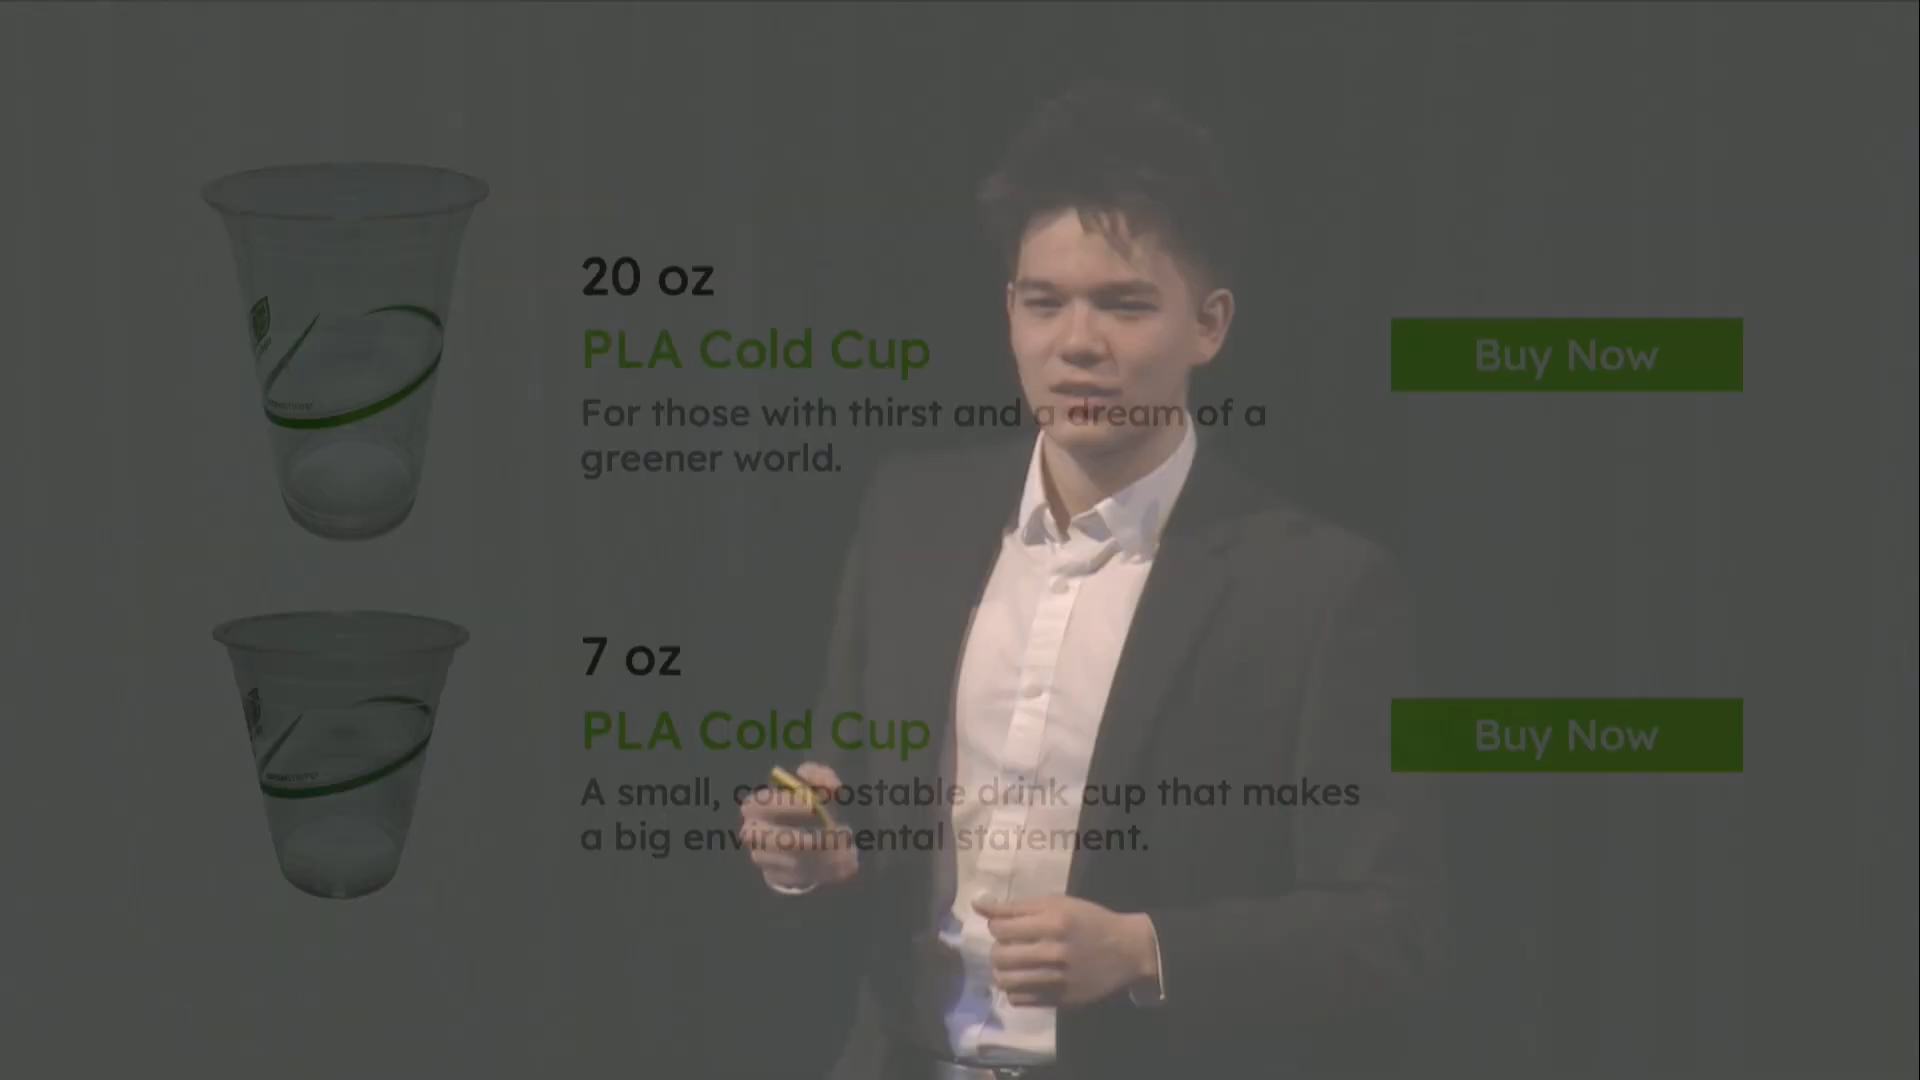 20 oz
PLA Cold Cup
For those with thirst and a dream of a
greener world.
Buy Now
7 oz
PLA Cold Cup
A small, compostable drink cup that makes
a big environmental statement.
Buy Now